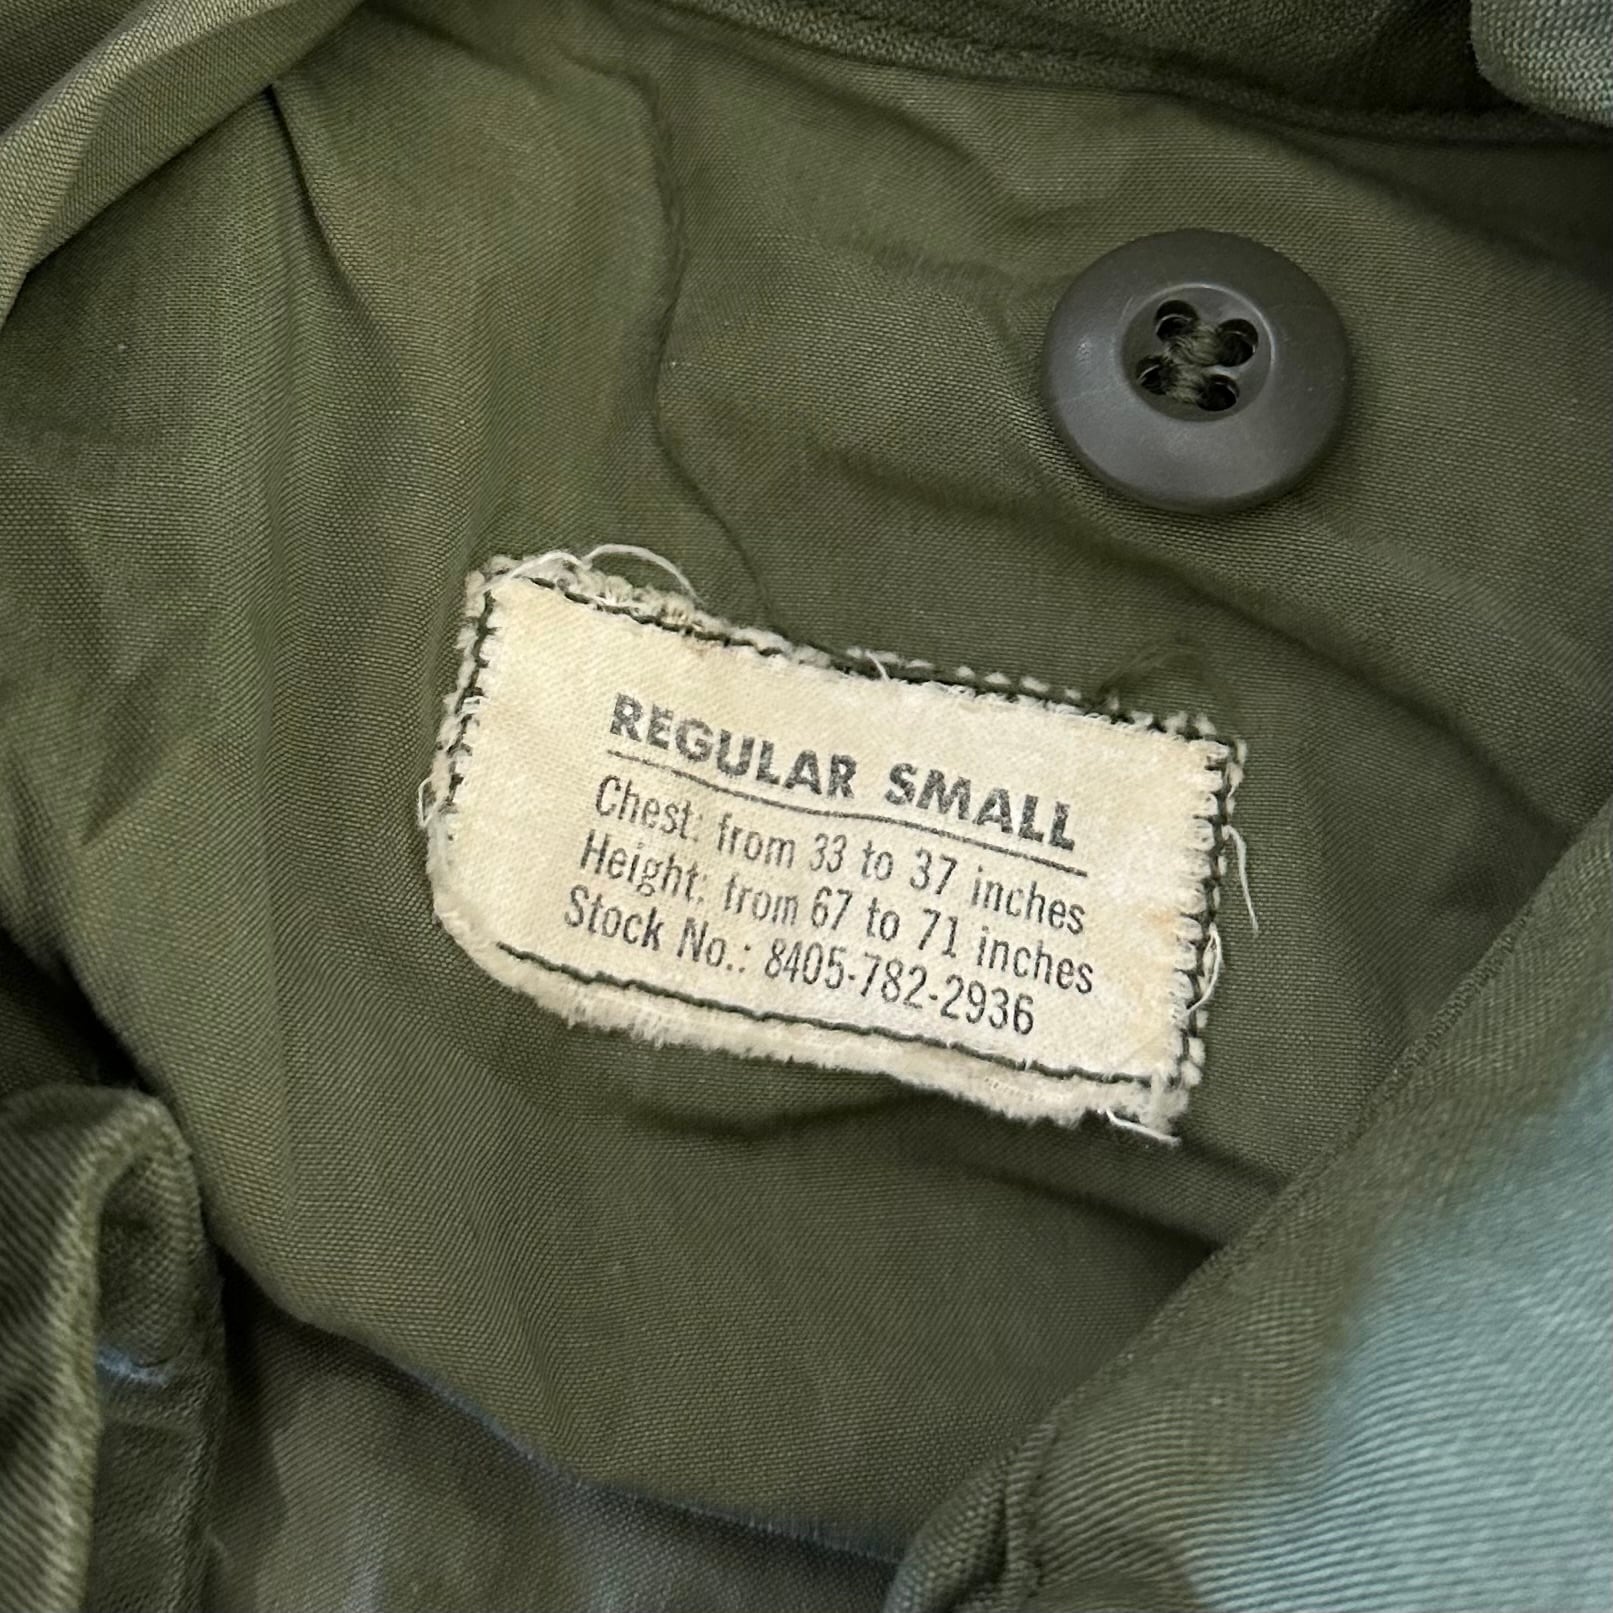 REGULAR SMALL
Chest: from 33 to 37 inches
Height: from 67 to 71 inches
Stock No.: 8405-782-2936